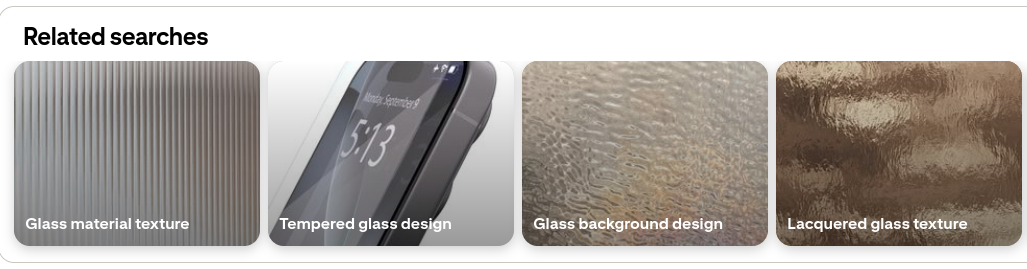 Related searches
Glass material texture
Monday, September 9
5:13
Tempered glass design
Glass background design
Lacquered glass texture